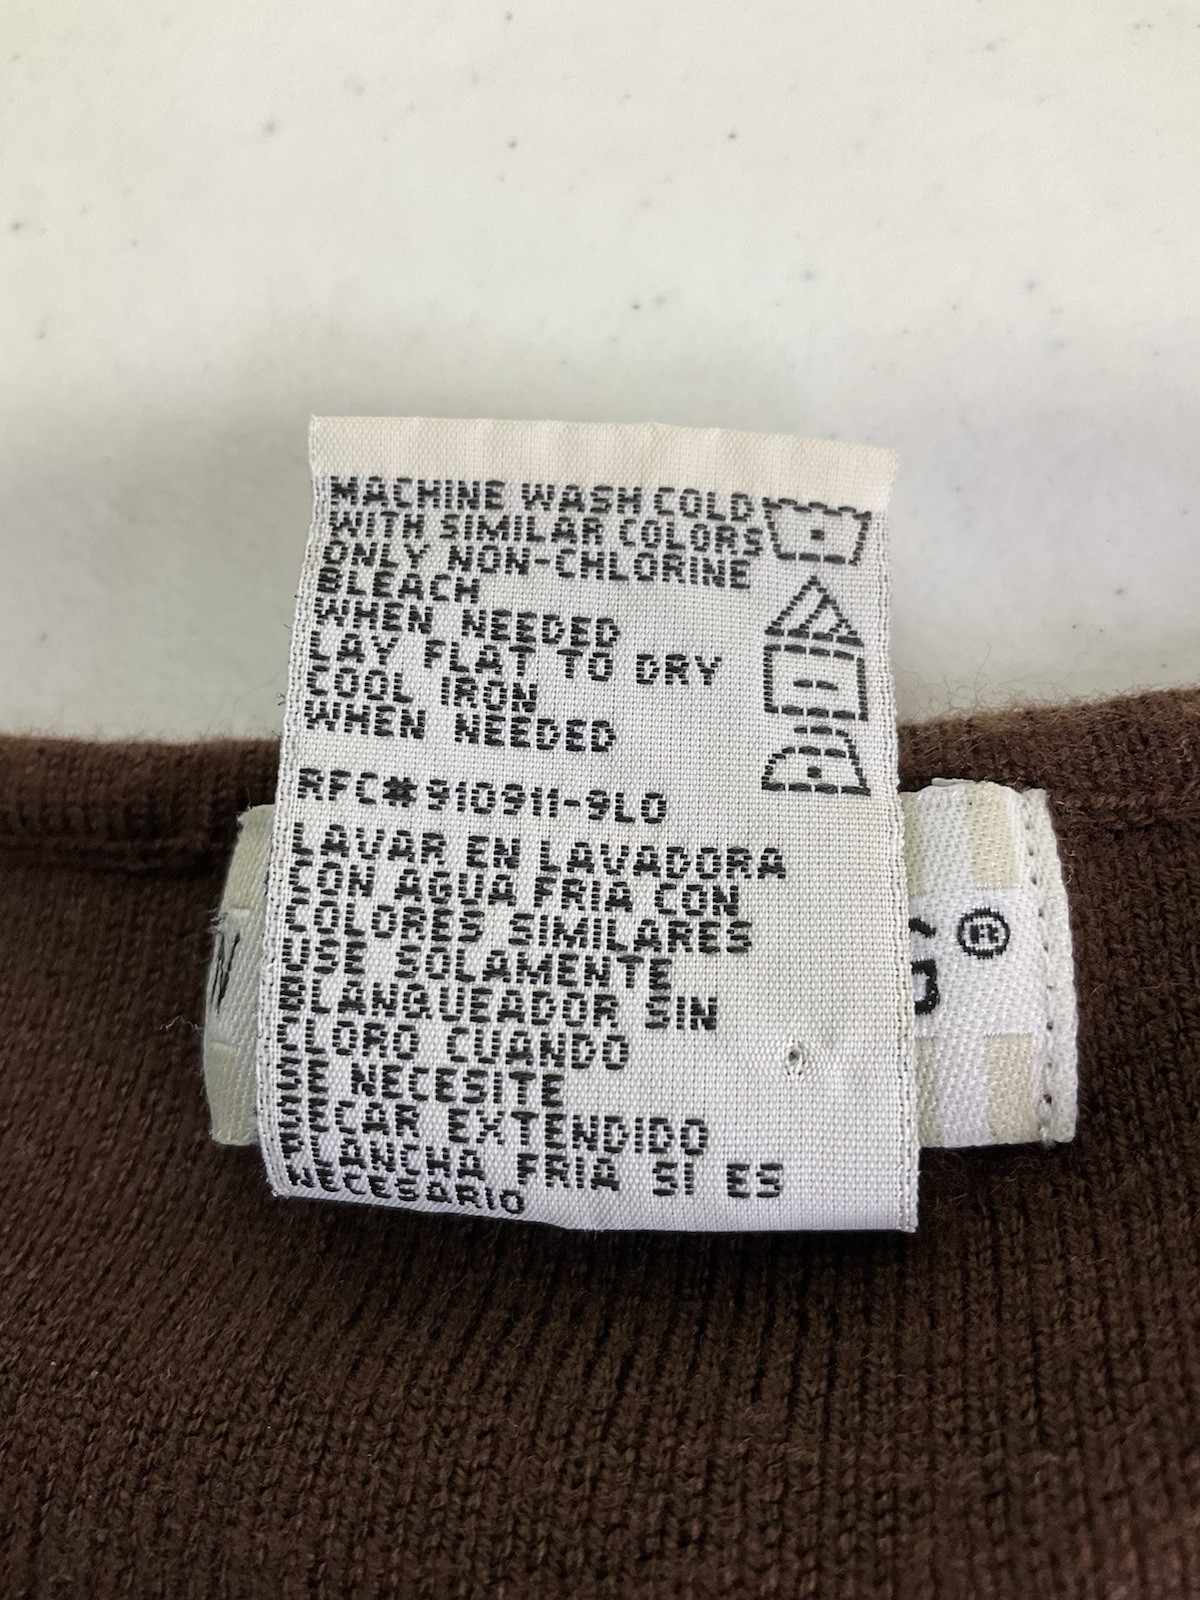 MACHINE WASH COLD
WITH SIMILAR COLORS
ONLY NON-CHLORINE
BLEACH
WHEN NEEDED
LAY FLAT TO DRY
COOL IRON
WHEN NEEDED
RFC#910911-9L0
LAVAR EN LAVADORA
CON AGUA FRIA CON
COLORES SIMILARES
USE SOLAMENTE
BLANQUEADOR SIN
CLORO CUANDO
SE NECESITE
SECAR EXTENDIDO
PLANCHA FRIA SI ES
NECESARIO
®